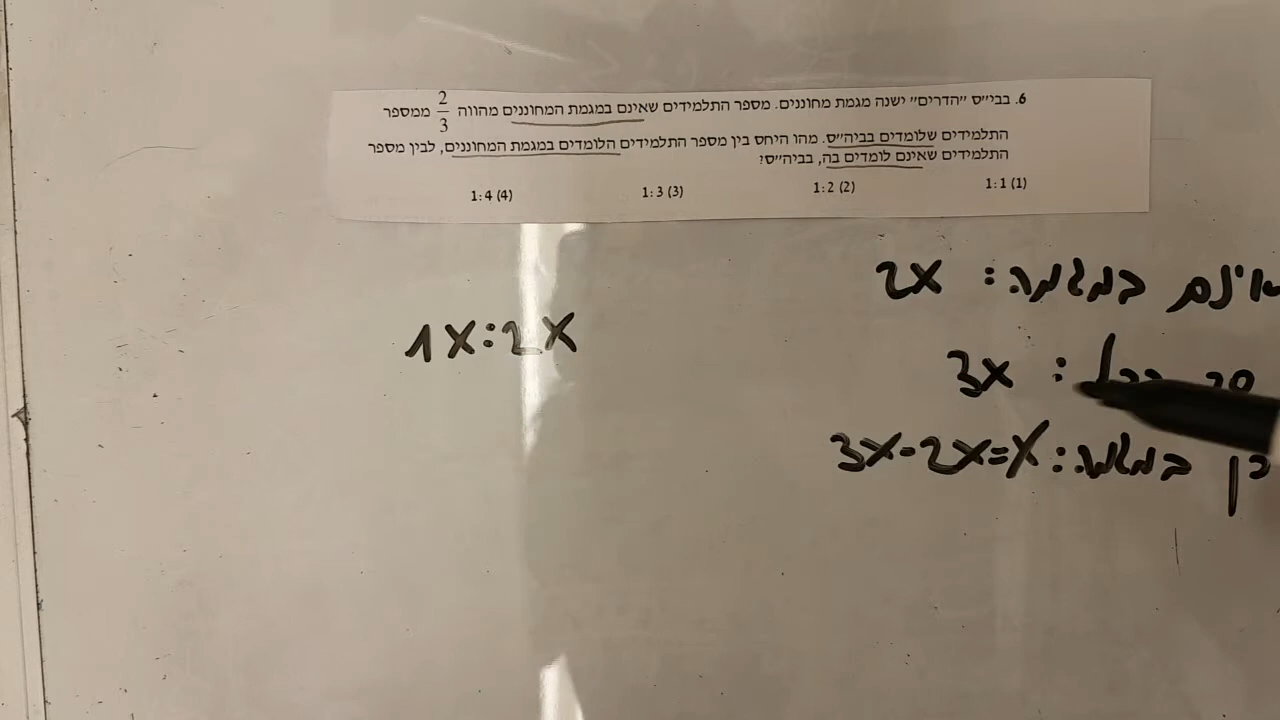 6. בבי״ס ״הדרים״ ישנה מגמת מחוננים. מספר התלמידים שאינם במגמת המחוננים מהווה 2/3 ממספר
התלמידים שלומדים בביה״ס. מהו היחס בין מספר התלמידים הלומדים במגמת המחוננים, לבין מספר
התלמידים שאינם לומדים בה, בביה״ס?
(1) 1:1 (2) 1:2 (3) 1:3 (4) 1:4
אינם במגמה: 2x
3x :
כן במגמה: 3x-2x=x
1x:2x